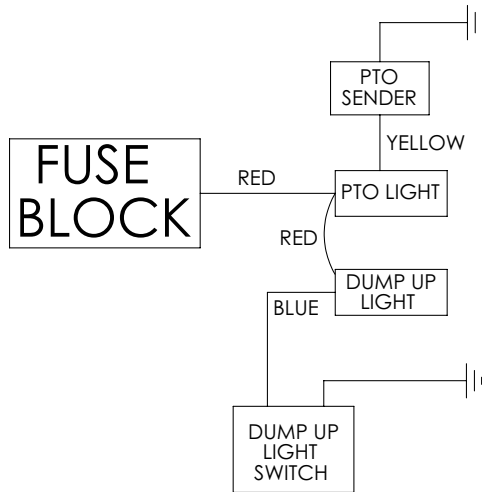 PTO
SENDER
YELLOW
FUSE
BLOCK
RED
PTO LIGHT
RED
DUMP UP
LIGHT
BLUE
DUMP UP
LIGHT
SWITCH